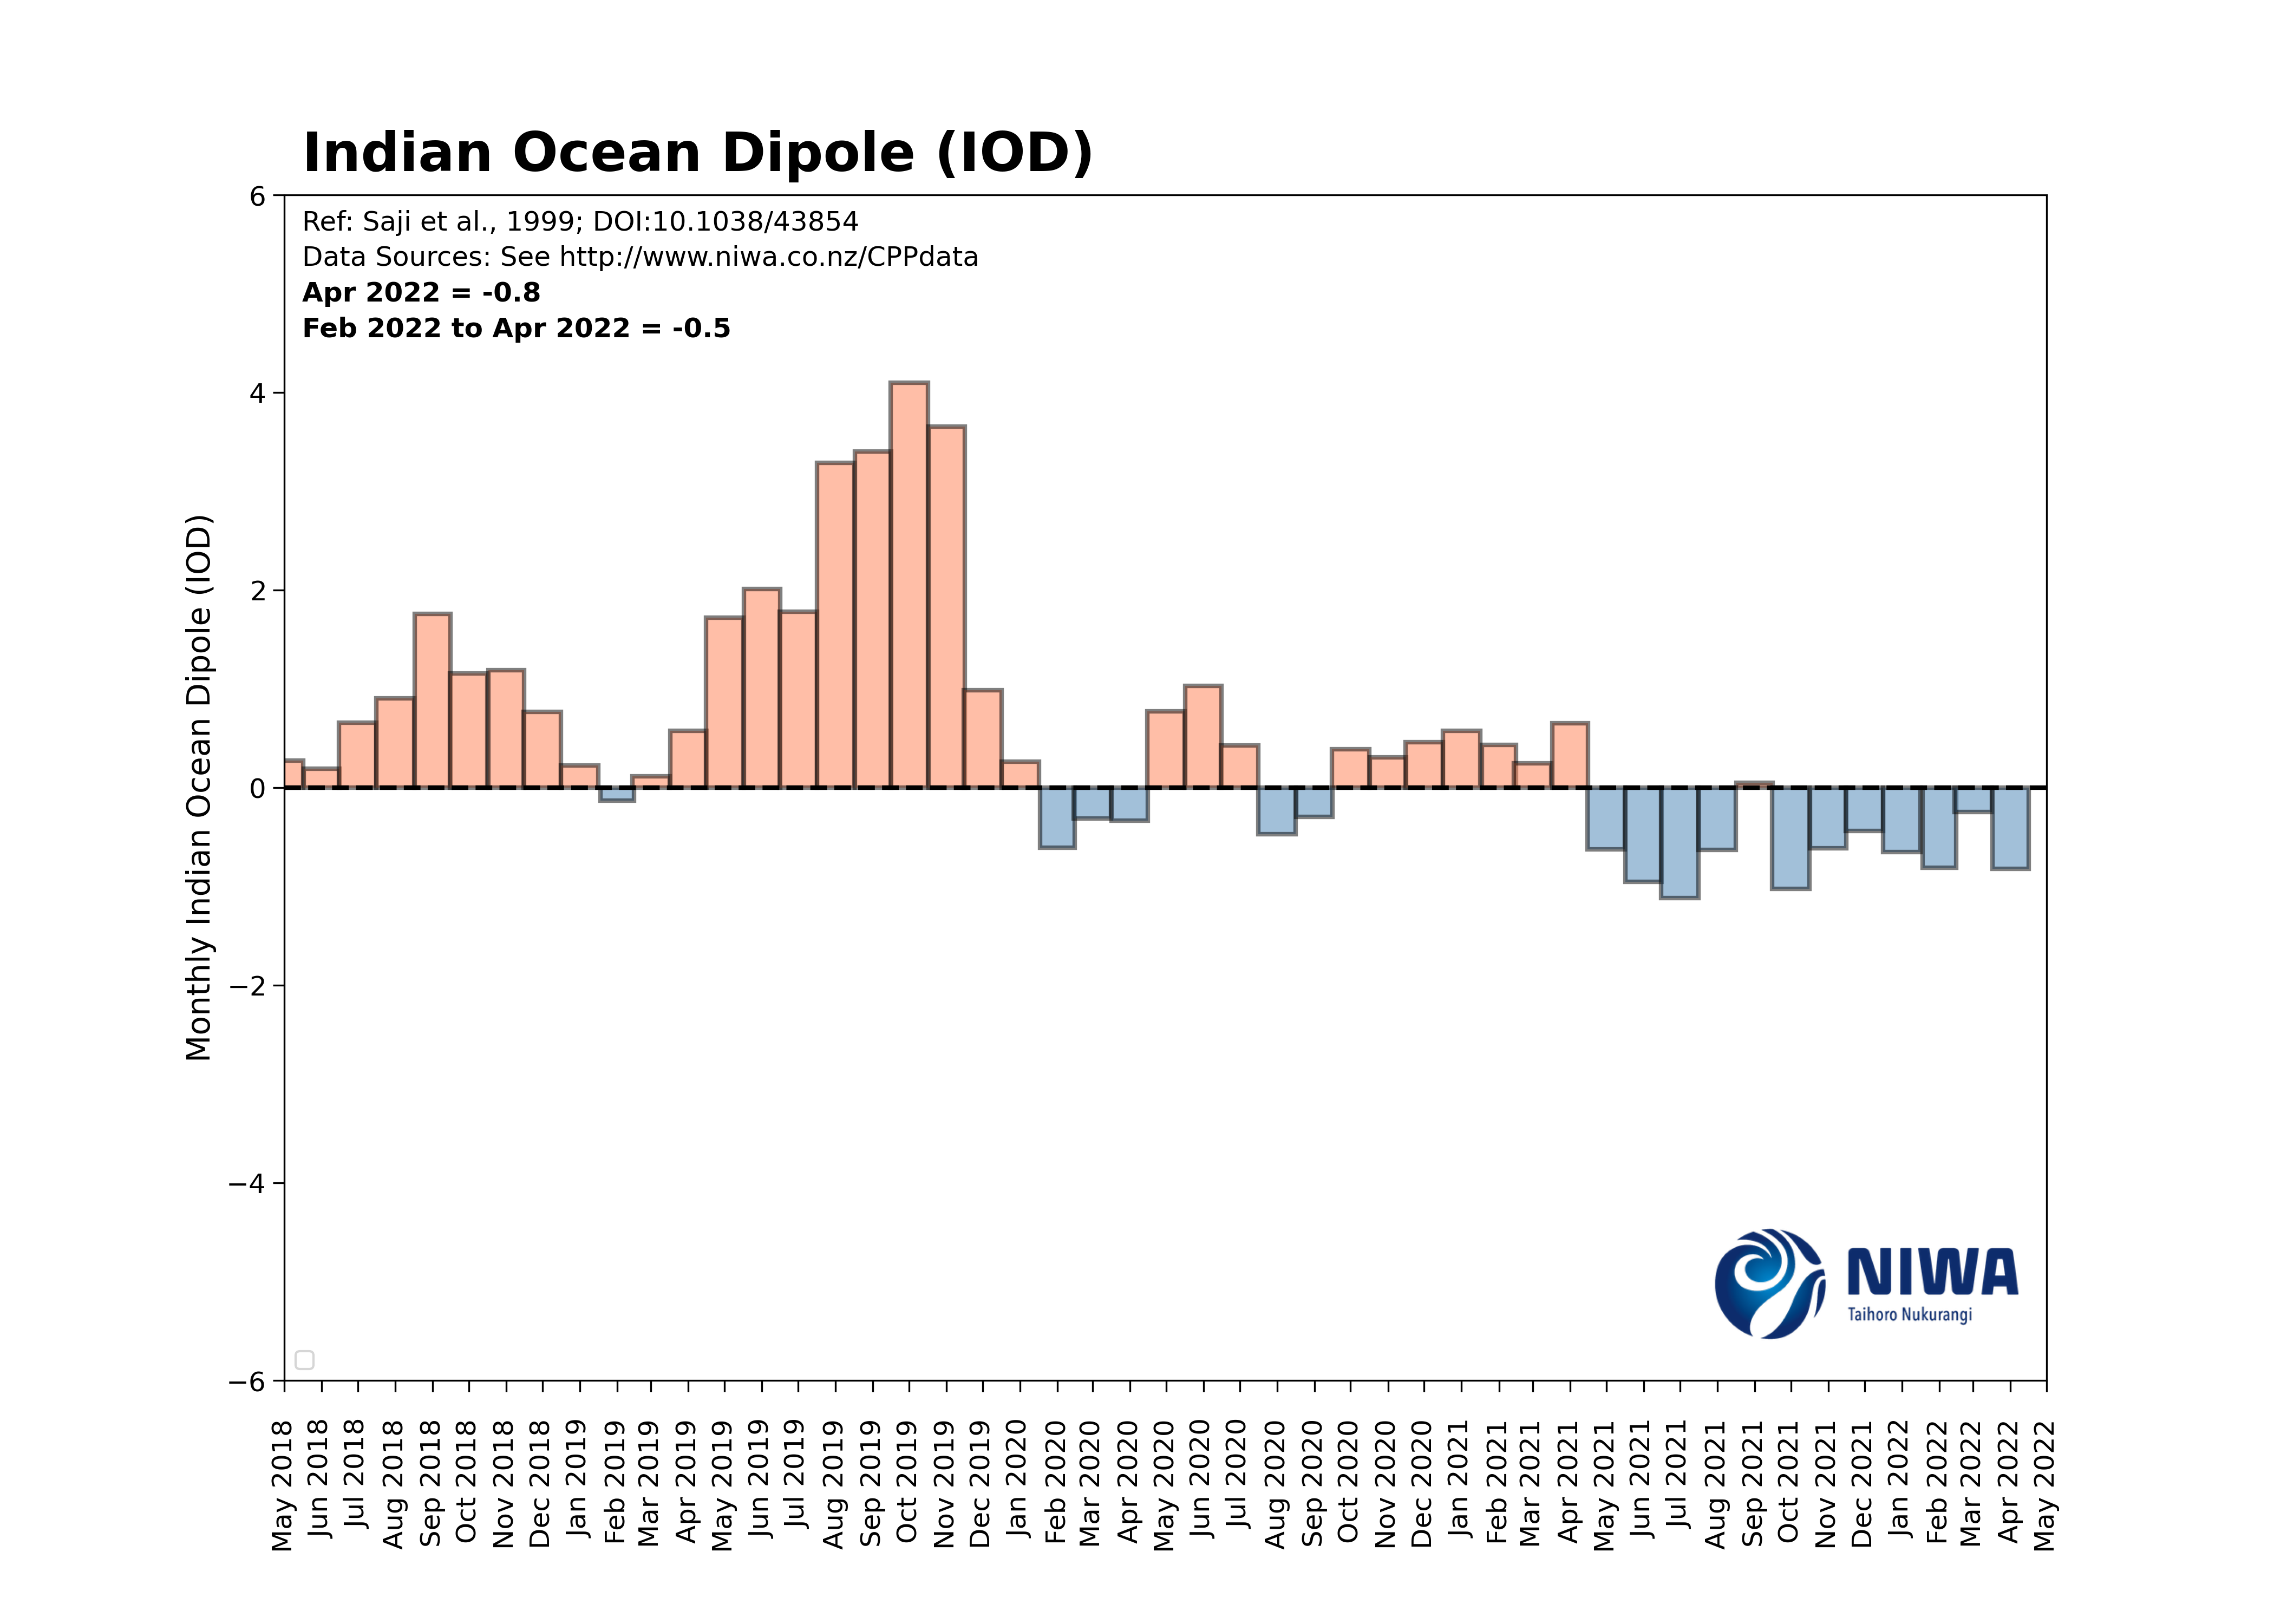 Indian Ocean Dipole (IOD)
Ref: Saji et al., 1999; DOI:10.1038/43854
Data Sources: See http://www.niwa.co.nz/CPPdata
Apr 2022 = -0.8
Feb 2022 to Apr 2022 = -0.5
Monthly Indian Ocean Dipole (IOD)
6
4
2
0
−2
−4
−6
NIWA
Taihoro Nukurangi
May 2018
Jun 2018
Jul 2018
Aug 2018
Sep 2018
Oct 2018
Nov 2018
Dec 2018
Jan 2019
Feb 2019
Mar 2019
Apr 2019
May 2019
Jun 2019
Jul 2019
Aug 2019
Sep 2019
Oct 2019
Nov 2019
Dec 2019
Jan 2020
Feb 2020
Mar 2020
Apr 2020
May 2020
Jun 2020
Jul 2020
Aug 2020
Sep 2020
Oct 2020
Nov 2020
Dec 2020
Jan 2021
Feb 2021
Mar 2021
Apr 2021
May 2021
Jun 2021
Jul 2021
Aug 2021
Sep 2021
Oct 2021
Nov 2021
Dec 2021
Jan 2022
Feb 2022
Mar 2022
Apr 2022
May 2022